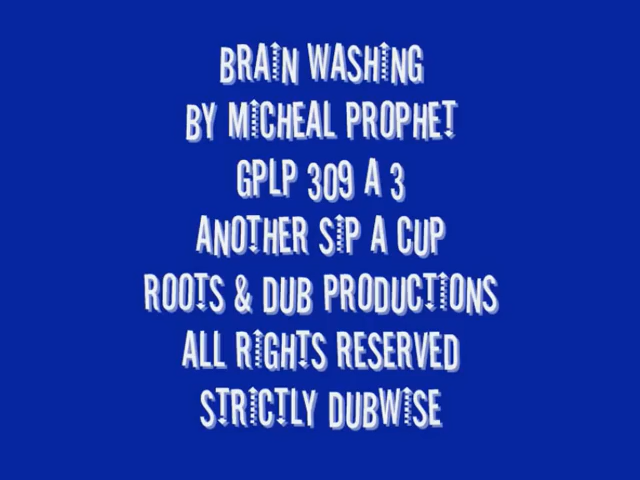 BRAIN WASHING
BY MICHEAL PROPHET
GPLP 309 A 3
ANOTHER SIP A CUP
ROOTS & DUB PRODUCTIONS
ALL RIGHTS RESERVED
STRICTLY DUBWISE